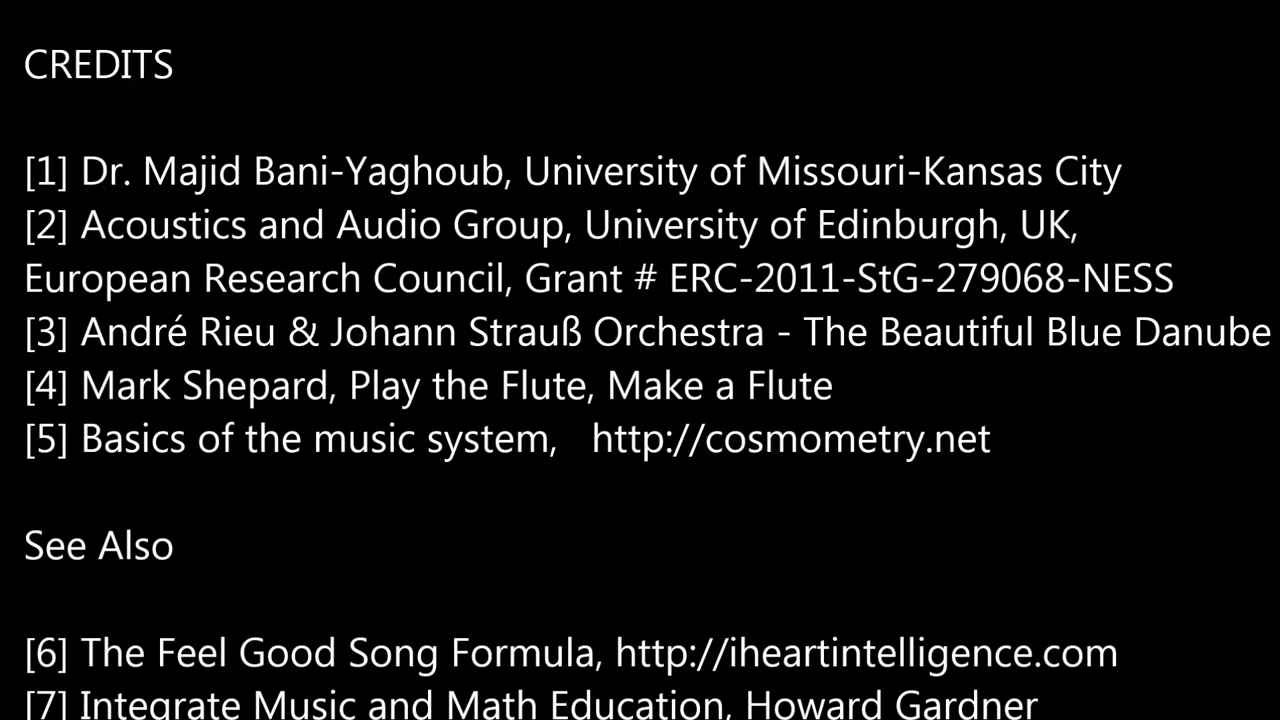 CREDITS
[1] Dr. Majid Bani-Yaghoub, University of Missouri-Kansas City
[2] Acoustics and Audio Group, University of Edinburgh, UK,
European Research Council, Grant # ERC-2011-StG-279068-NESS
[3] André Rieu & Johann Strauß Orchestra - The Beautiful Blue Danube
[4] Mark Shepard, Play the Flute, Make a Flute
[5] Basics of the music system, http://cosmometry.net
See Also
[6] The Feel Good Song Formula, http://iheartintelligence.com
[7] Integrate Music and Math Education, Howard Gardner